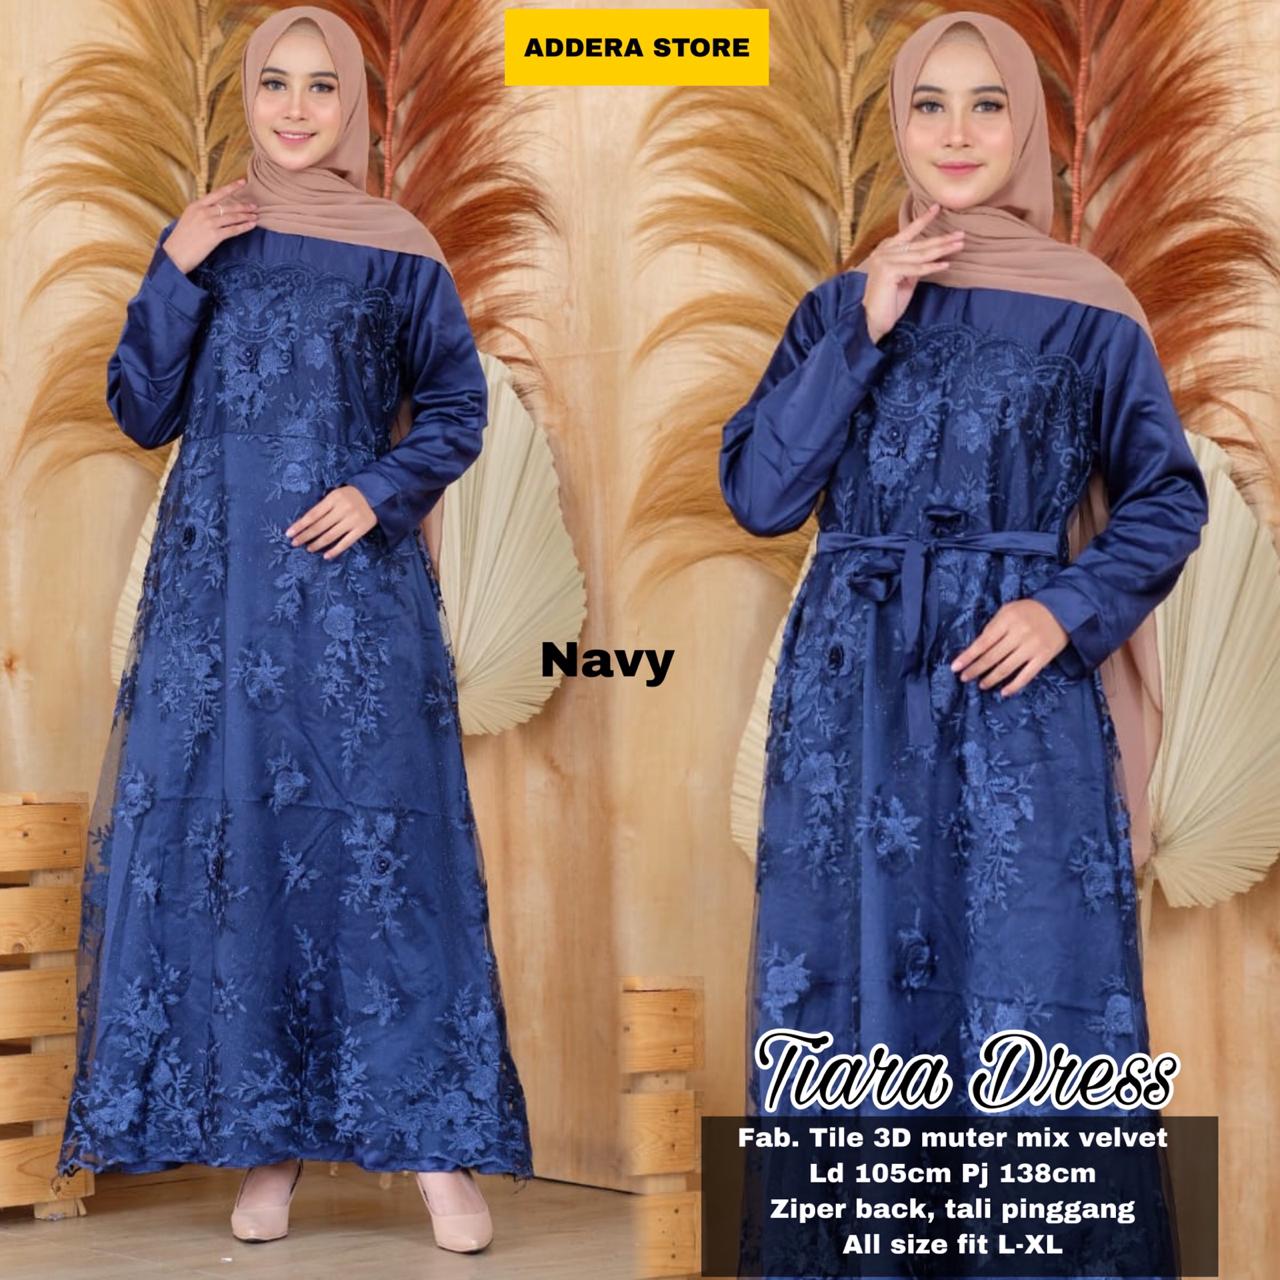 ADDERA STORE
Navy
Tiara Dress
Fab. Tile 3D muter mix velvet
Ld 105cm Pj 138cm
Ziper back, tali pinggang
All size fit L-XL